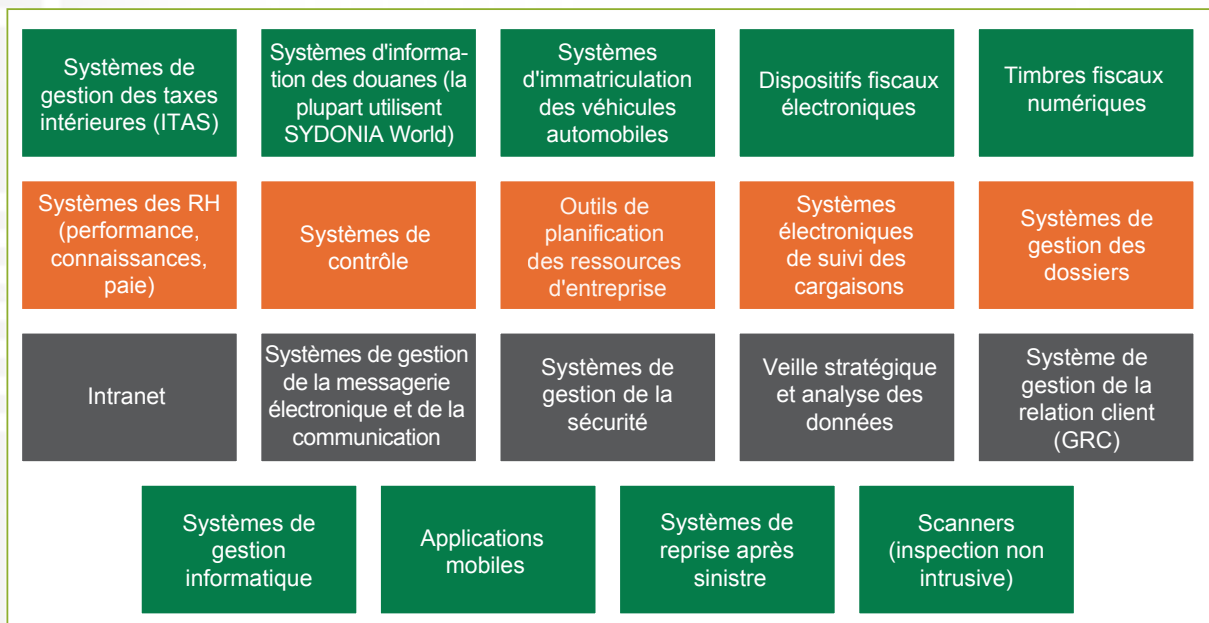 Systèmes de
gestion des taxes
intérieures (ITAS)
Systèmes d'informa-
tion des douanes (la
plupart utilisent
SYDONIA World)
Systèmes
d'immatriculation
des véhicules
automobiles
Dispositifs fiscaux
électroniques
Timbres fiscaux
numériques
Systèmes des RH
(performance,
connaissances,
paie)
Systèmes de
contrôle
Outils de
planification
des ressources
d'entreprise
Systèmes
électroniques
de suivi des
cargaisons
Systèmes de
gestion des
dossiers
Intranet
Systèmes de gestion
de la messagerie
électronique et de la
communication
Systèmes de
gestion de la
sécurité
Veille stratégique
et analyse des
données
Système de
gestion de la
relation client
(GRC)
Systèmes de
gestion
informatique
Applications
mobiles
Systèmes de
reprise après
sinistre
Scanners
(inspection non
intrusive)